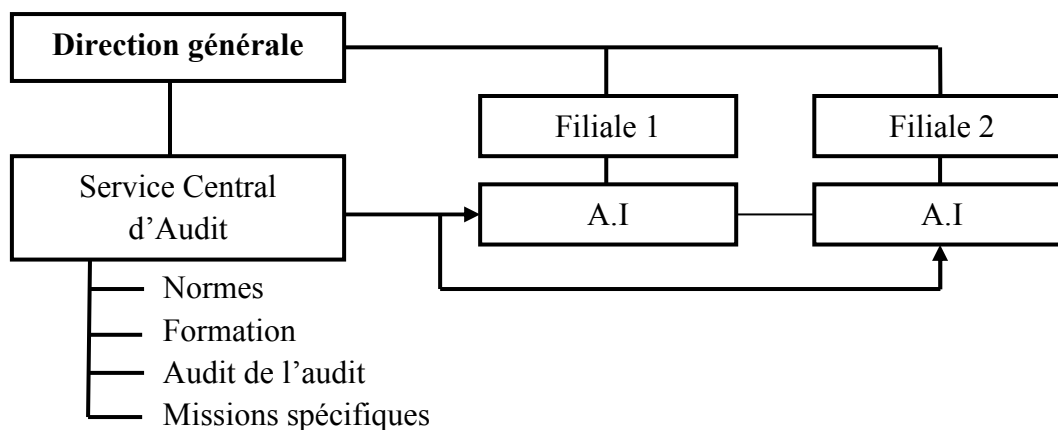 Direction générale
Filiale 1
Filiale 2
Service Central
d’Audit
A.I
A.I
Normes
Formation
Audit de l’audit
Missions spécifiques